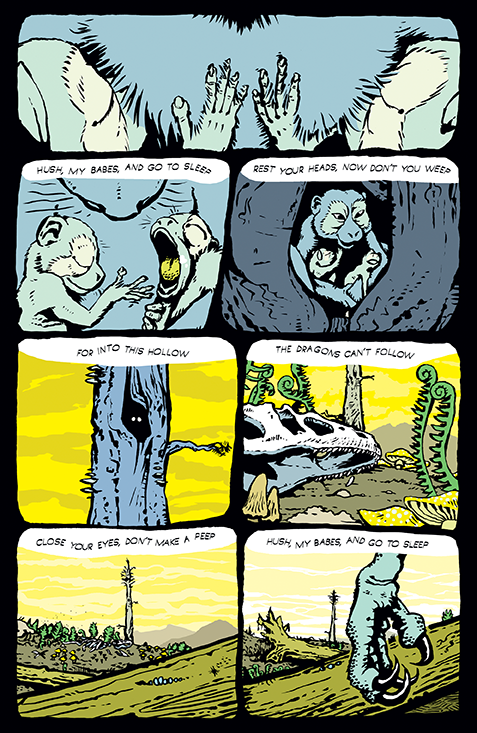 HUSH, MY BABES, AND GO TO SLEEP
REST YOUR HEADS, NOW DON'T YOU WEEP
FOR INTO THIS HOLLOW
THE DRAGONS CAN'T FOLLOW
CLOSE YOUR EYES, DON'T MAKE A PEEP
HUSH, MY BABES, AND GO TO SLEEP